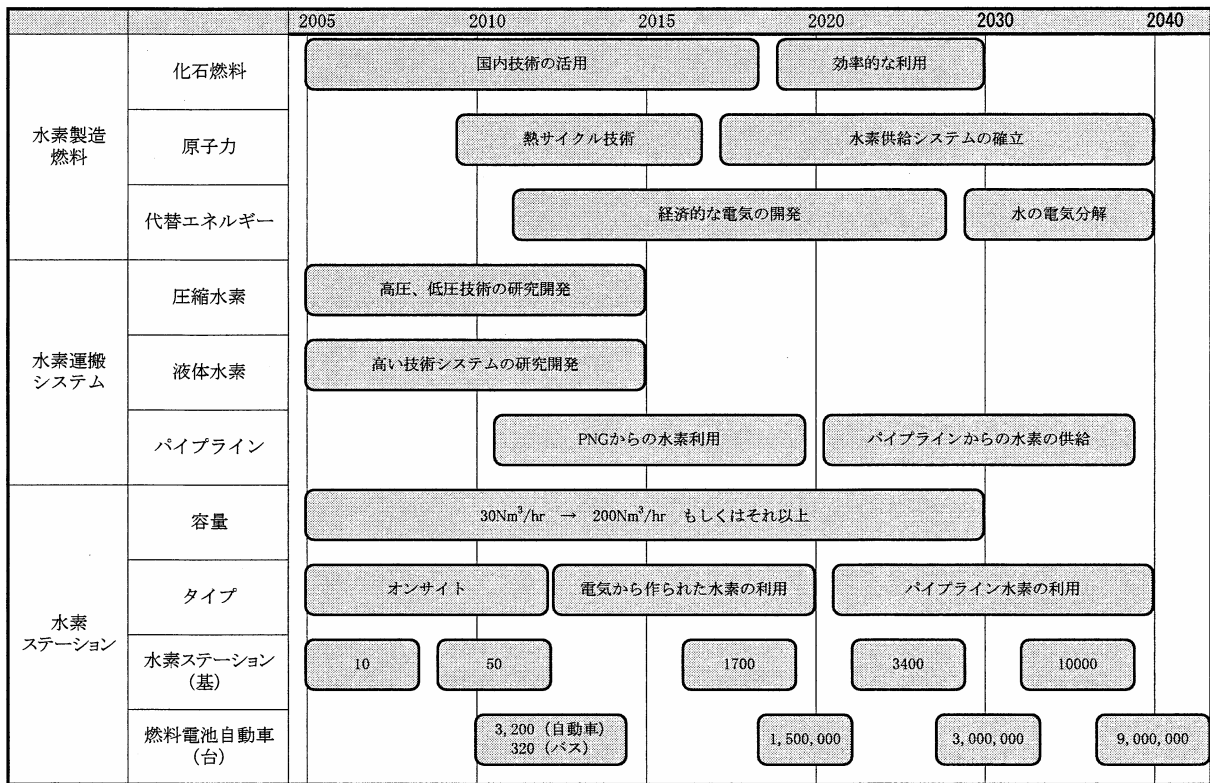 2005 2010 2015 2020 2030 2040
水素製造
燃料
化石燃料
国内技術の活用
効率的な利用
原子力
熱サイクル技術
水素供給システムの確立
代替エネルギー
経済的な電気の開発
水の電気分解
水素運搬
システム
圧縮水素
高圧、低圧技術の研究開発
液体水素
高い技術システムの研究開発
パイプライン
PNGからの水素利用
パイプラインからの水素の供給
水素
ステーション
容量
30Nm³/hr → 200Nm³/hr もしくはそれ以上
タイプ
オンサイト
電気から作られた水素の利用
パイプライン水素の利用
水素ステーション
(基)
10
50
1700
3400
10000
燃料電池自動車
(台)
3,200 (自動車)
320 (バス)
1,500,000
3,000,000
9,000,000